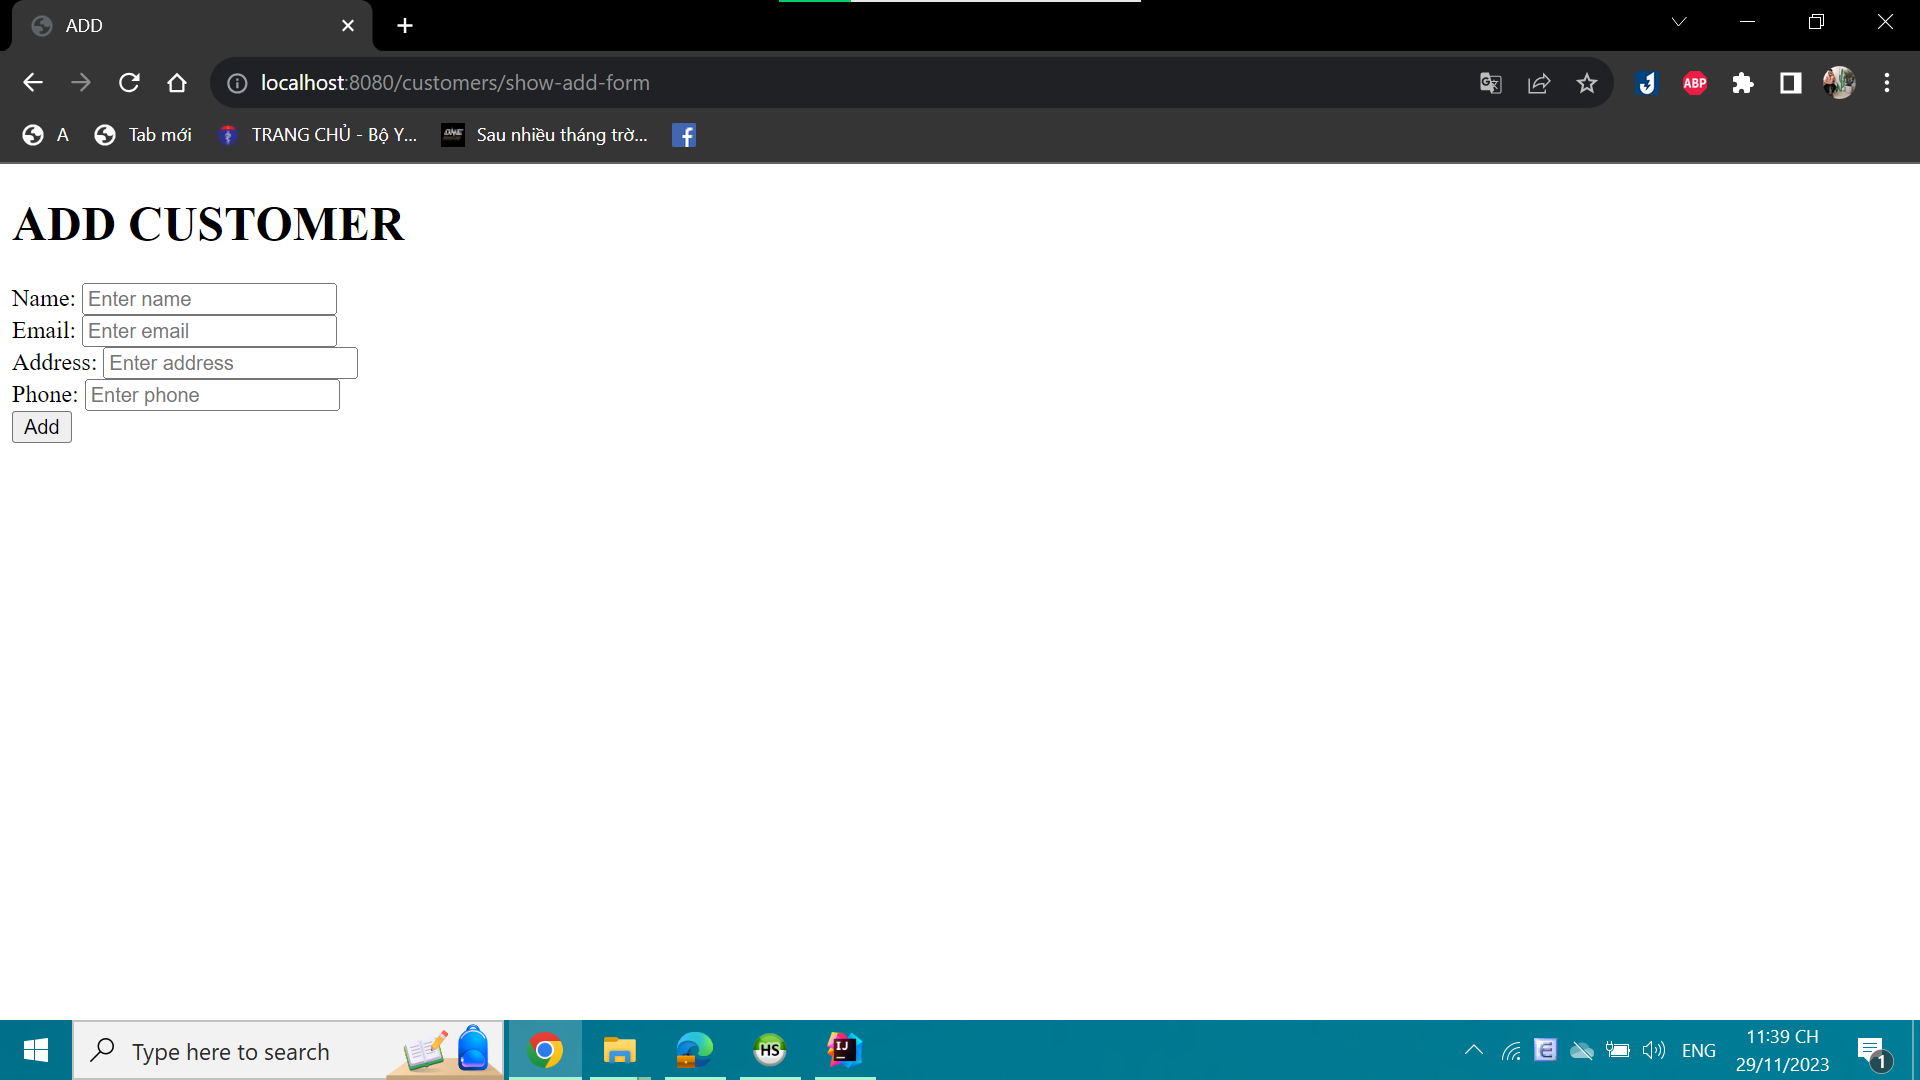 ADD
localhost:8080/customers/show-add-form
ABP
A Tab mới TRANG CHỦ - Bộ Y... Sau nhiều tháng trờ...
ADD CUSTOMER
Name: Enter name
Email: Enter email
Address: Enter address
Phone: Enter phone
Add
Type here to search
HS
IJ
E
ENG
11:39 CH
29/11/2023
1